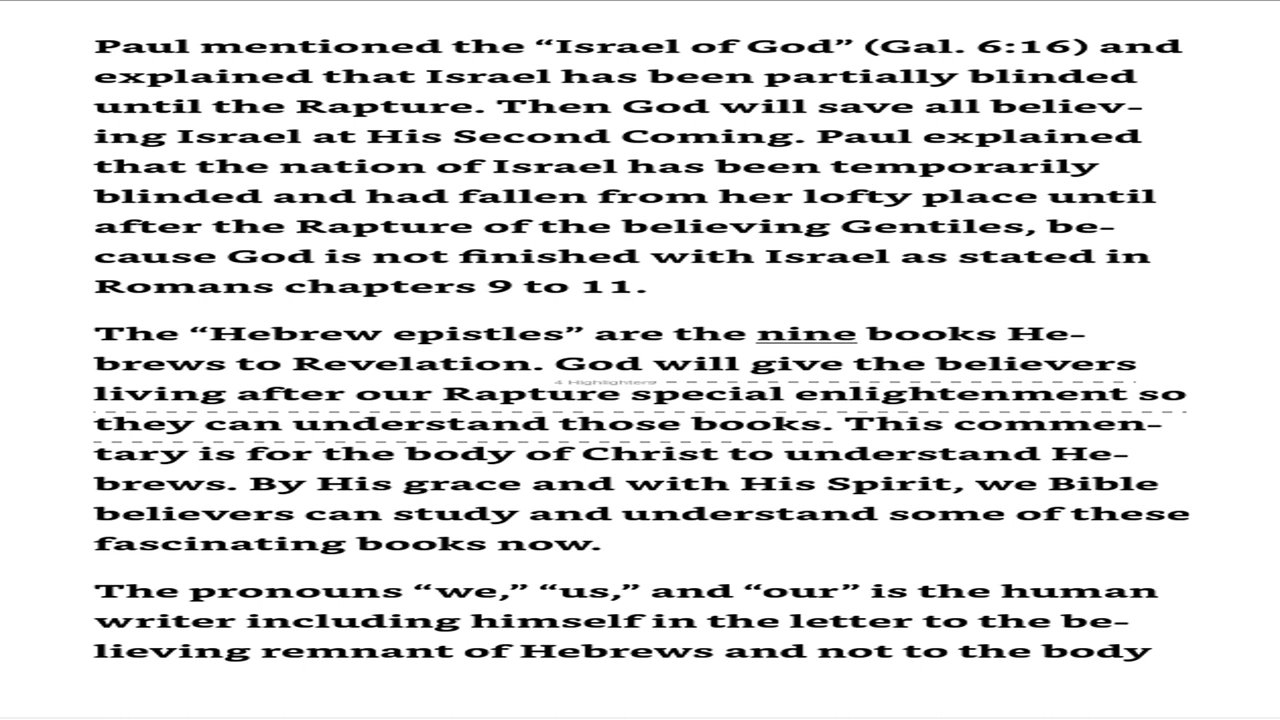 Paul mentioned the “Israel of God” (Gal. 6:16) and
explained that Israel has been partially blinded
until the Rapture. Then God will save all believ-
ing Israel at His Second Coming. Paul explained
that the nation of Israel has been temporarily
blinded and had fallen from her lofty place until
after the Rapture of the believing Gentiles, be-
cause God is not finished with Israel as stated in
Romans chapters 9 to 11.
The “Hebrew epistles” are the nine books He-
brews to Revelation. God will give the believers
4 Highlighters
living after our Rapture special enlightenment so
they can understand those books. This commen-
tary is for the body of Christ to understand He-
brews. By His grace and with His Spirit, we Bible
believers can study and understand some of these
fascinating books now.
The pronouns “we,” “us,” and “our” is the human
writer including himself in the letter to the be-
lieving remnant of Hebrews and not to the body